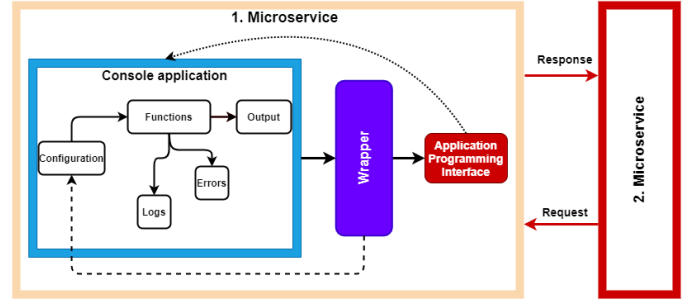 1. Microservice
Console application
Functions
Output
Configuration
Errors
Logs
Wrapper
Application
Programming
Interface
Response
Request
2. Microservice